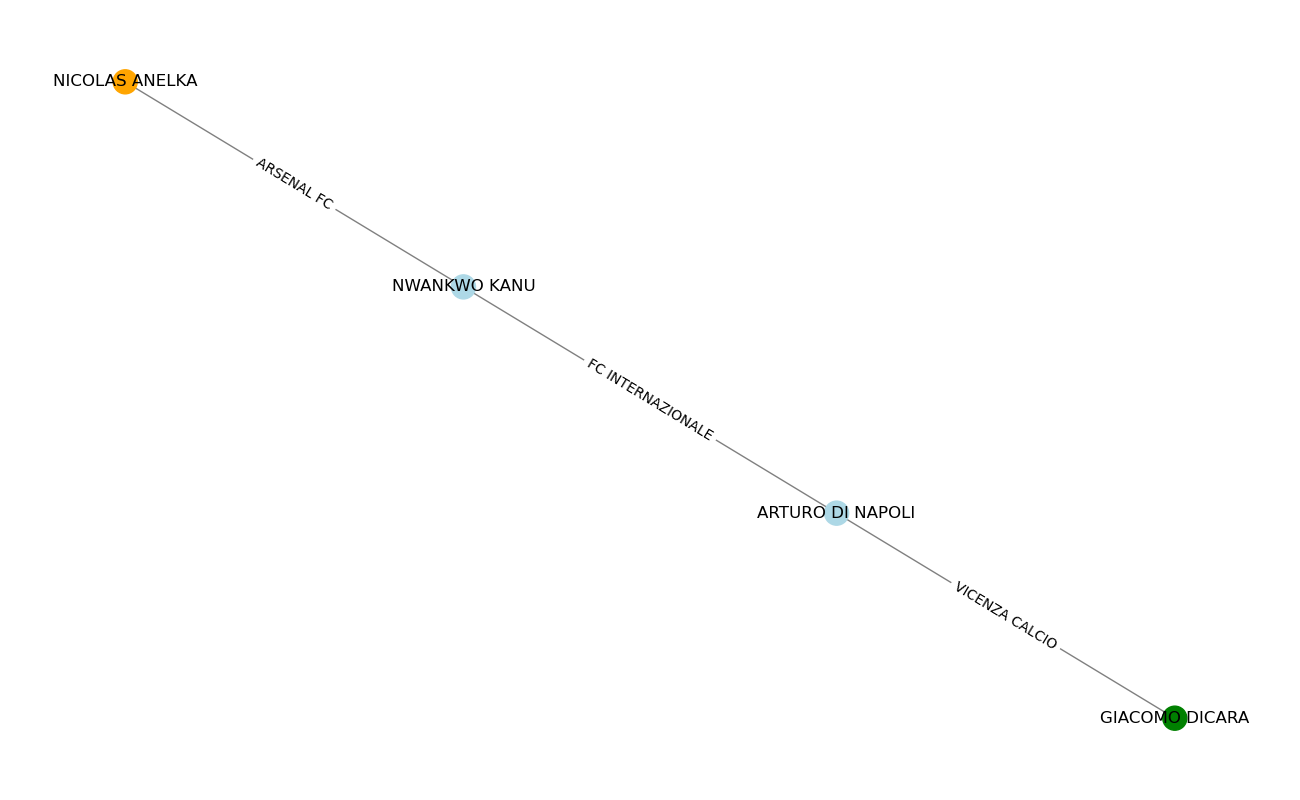 NICOLAS ANELKA
ARSENAL FC
NWANKWO KANU
FC INTERNAZIONALE
ARTURO DI NAPOLI
VICENZA CALCIO
GIACOMO DICARA